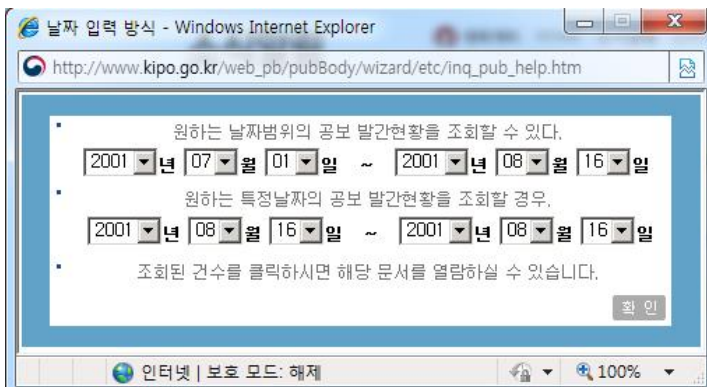 날짜 입력 방식 - Windows Internet Explorer
http://www.kipo.go.kr/web_pb/pubBody/wizard/etc/inq_pub_help.htm
원하는 날짜범위의 공보 발간현황을 조회할 수 있다.
2001 년 07 월 01 일 ~ 2001 년 08 월 16 일
원하는 특정날짜의 공보 발간현황을 조회할 경우.
2001 년 08 월 16 일 ~ 2001 년 08 월 16 일
조회된 건수를 클릭하시면 해당 문서를 열람하실 수 있습니다.
확 인
인터넷 | 보호 모드: 해제 100%